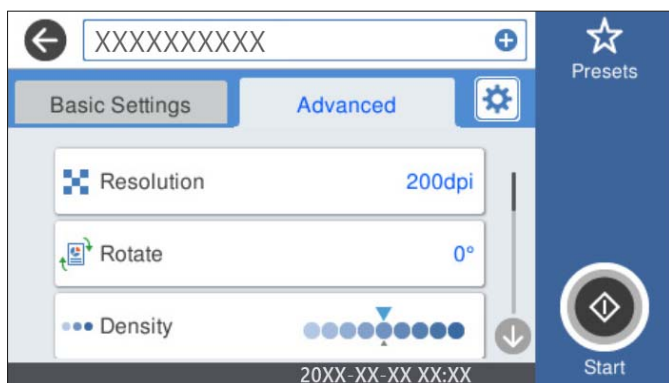 XXXXXXXXXX
Presets
Basic Settings
Advanced
Resolution 200dpi
Rotate 0°
Density
20XX-XX-XX XX:XX
Start